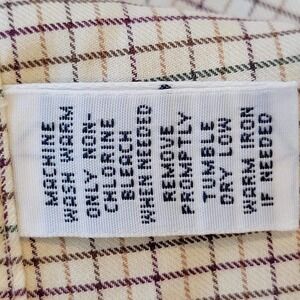 MACHINE
WASH WARM
ONLY NON-
CHLORINE
BLEACH
WHEN NEEDED
REMOVE
PROMPTLY
TUMBLE
DRY LOW
WARM IRON
IF NEEDED